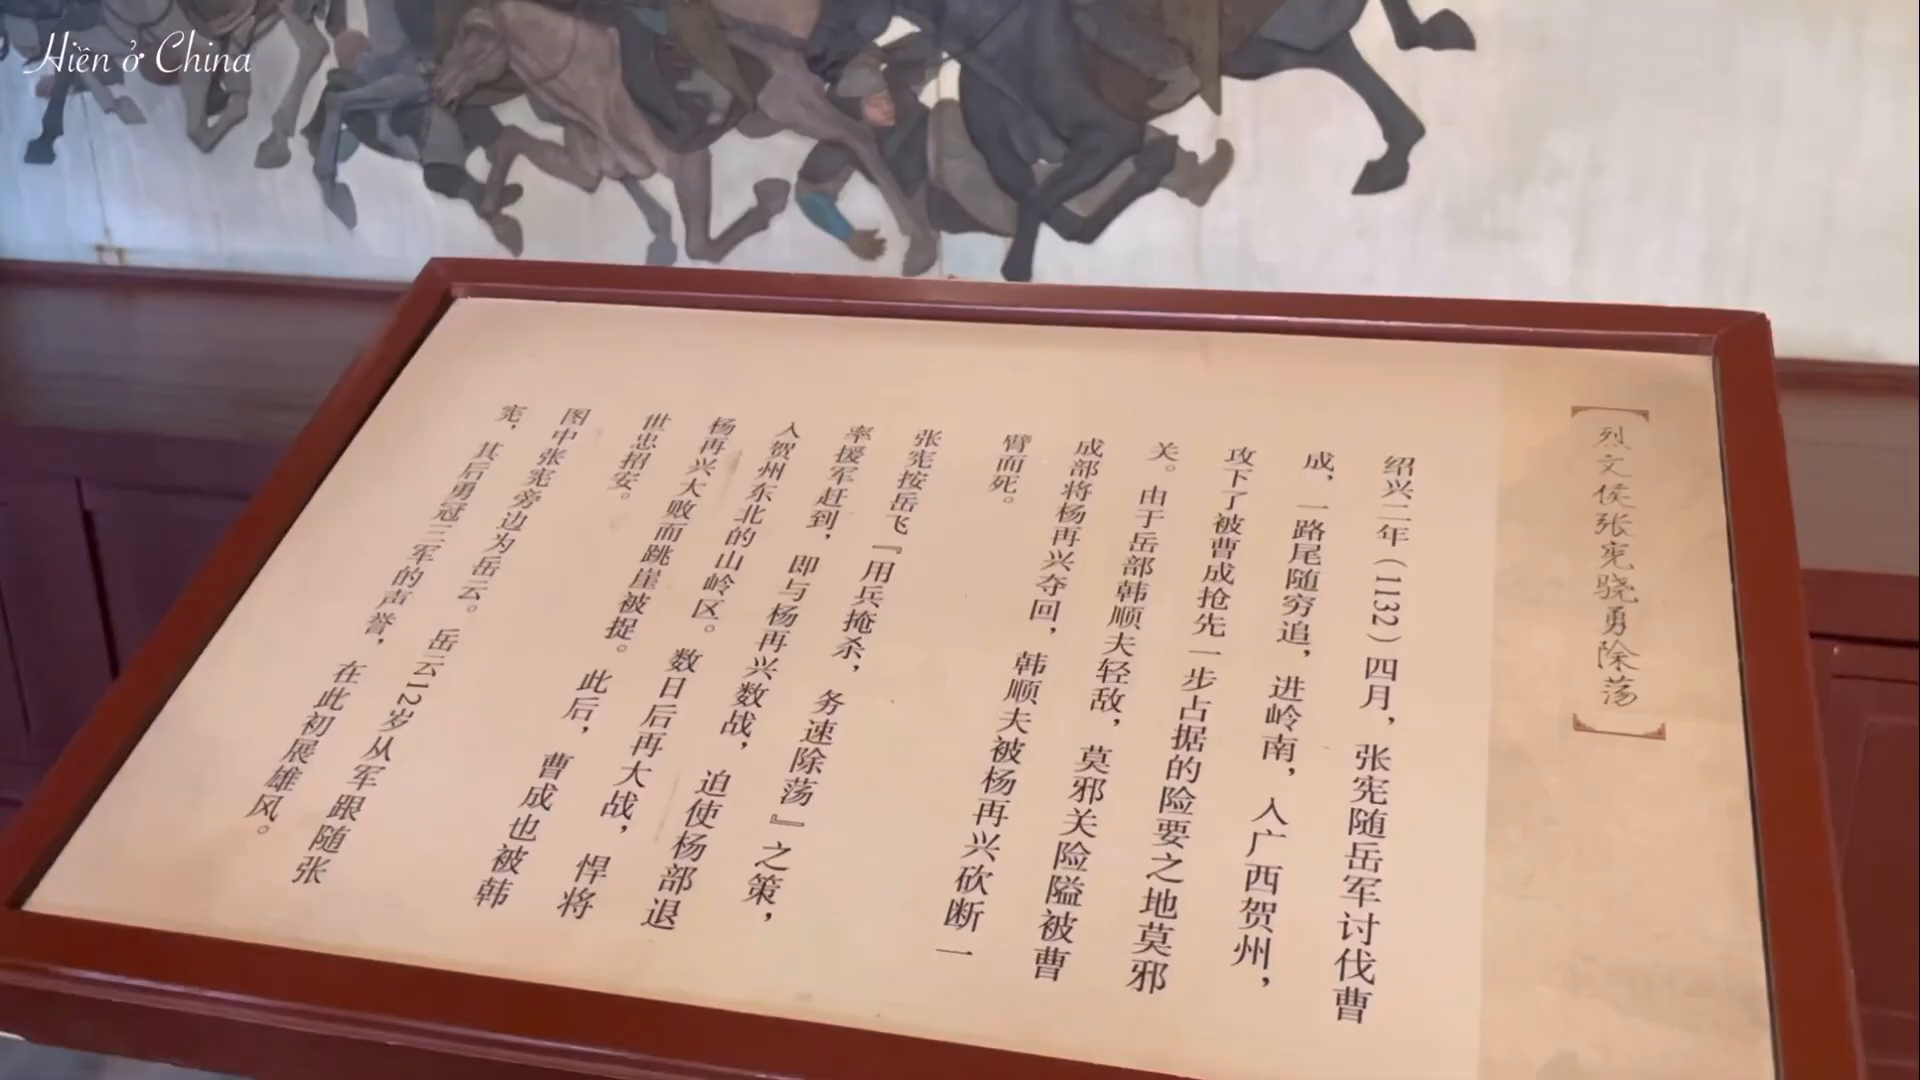 Hiền ở China
烈文侯张宪骁勇除荡
绍兴二年（1132）四月，张宪随岳军讨伐曹
成，一路尾随穷追，进岭南，入广西贺州，
攻下了被曹成抢先一步占据的险要之地莫邪
关。由于岳部韩顺夫轻敌，莫邪关险隘被曹
成部将杨再兴夺回，韩顺夫被杨再兴砍断一
臂而死。
张宪按岳飞『用兵掩杀，务速除荡』之策，
率援军赶到，即与杨再兴数战，迫使杨部退
入贺州东北的山岭区。数日后再大战，悍将
杨再兴大败而跳崖被捉。此后，曹成也被韩
世忠招安。
图中张宪旁边为岳云。岳云12岁从军跟随张
宪，其后勇冠三军的声誉，在此初展雄风。